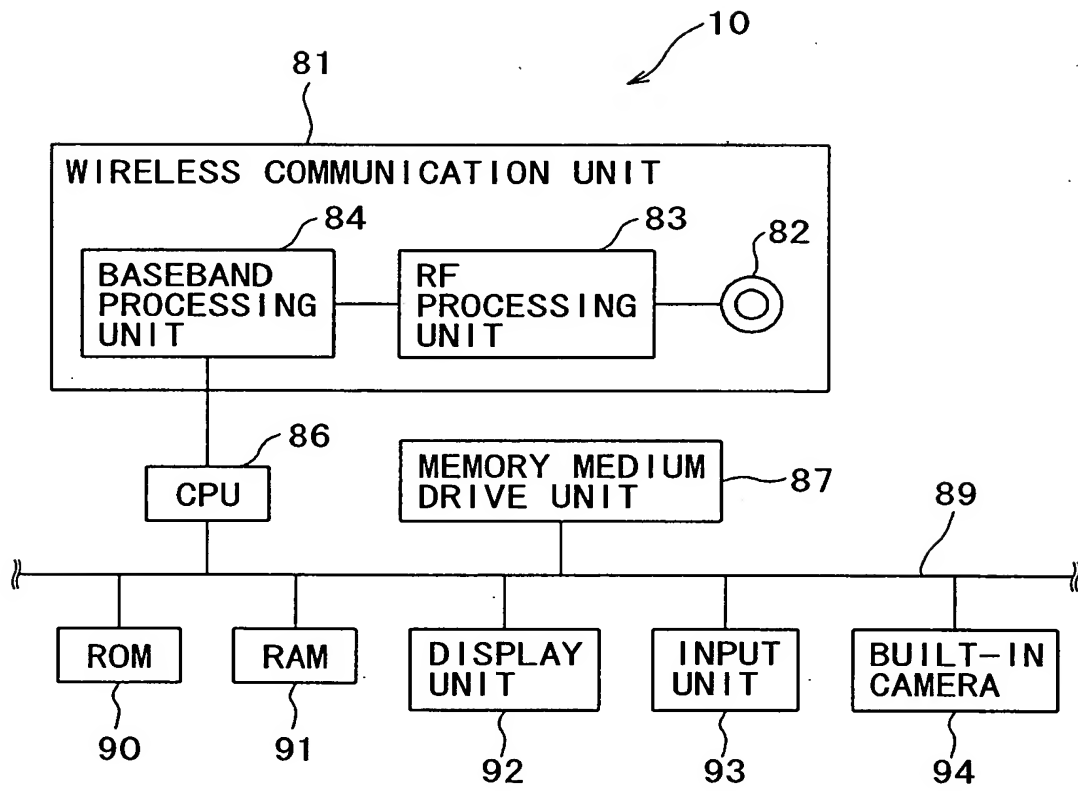 10
81
WIRELESS COMMUNICATION UNIT
84
83
82
BASEBAND
PROCESSING
UNIT
RF
PROCESSING
UNIT
86
CPU
MEMORY MEDIUM
DRIVE UNIT
87
89
ROM
RAM
DISPLAY
UNIT
INPUT
UNIT
BUILT-IN
CAMERA
90
91
92
93
94